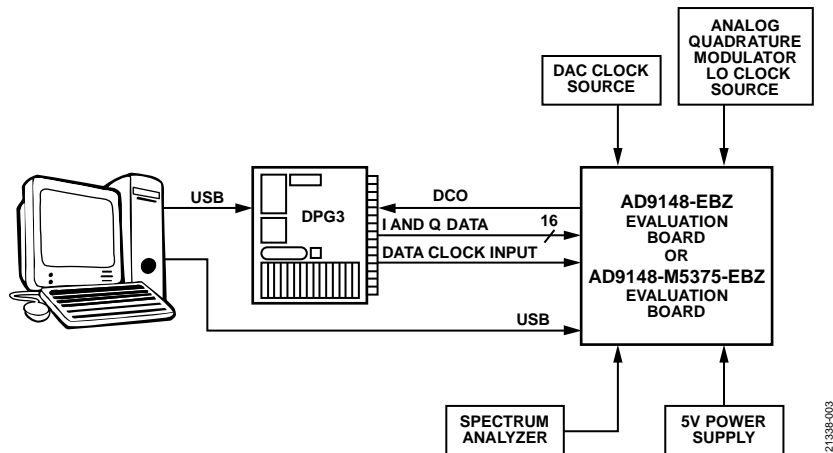 ANALOG
QUADRATURE
MODULATOR
LO CLOCK
SOURCE
DAC CLOCK
SOURCE
USB
DPG3
DCO
I AND Q DATA
16
DATA CLOCK INPUT
USB
AD9148-EBZ
EVALUATION
BOARD
OR
AD9148-M5375-EBZ
EVALUATION
BOARD
SPECTRUM
ANALYZER
5V POWER
SUPPLY
21338-003